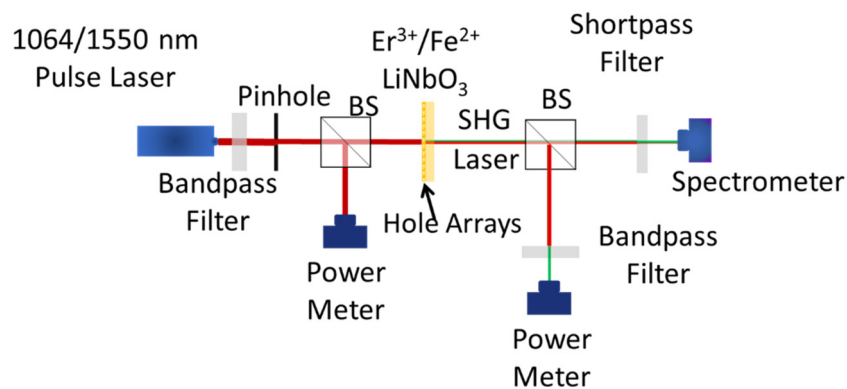 1064/1550 nm
Pulse Laser
Pinhole
BS
Er³⁺/Fe²⁺
LiNbO₃
SHG
Laser
BS
Shortpass
Filter
Spectrometer
Bandpass
Filter
Hole Arrays
Power
Meter
Bandpass
Filter
Power
Meter